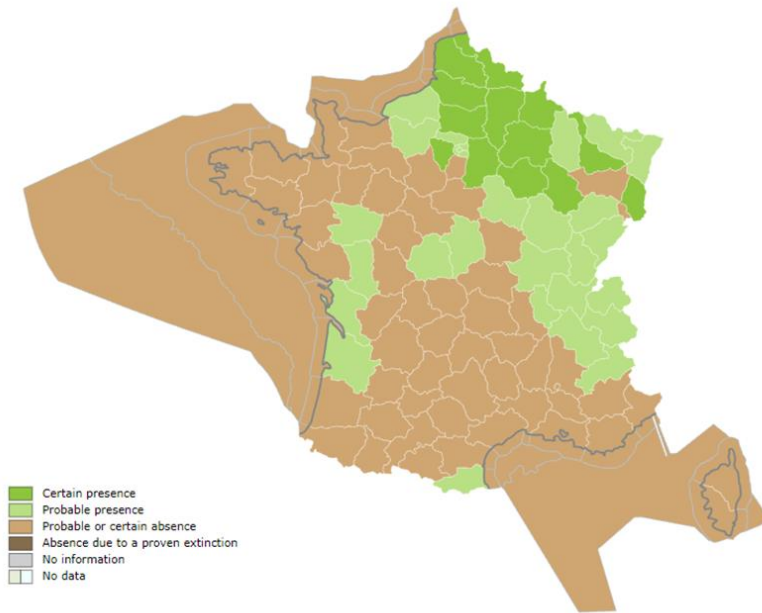 Certain presence
Probable presence
Probable or certain absence
Absence due to a proven extinction
No information
No data